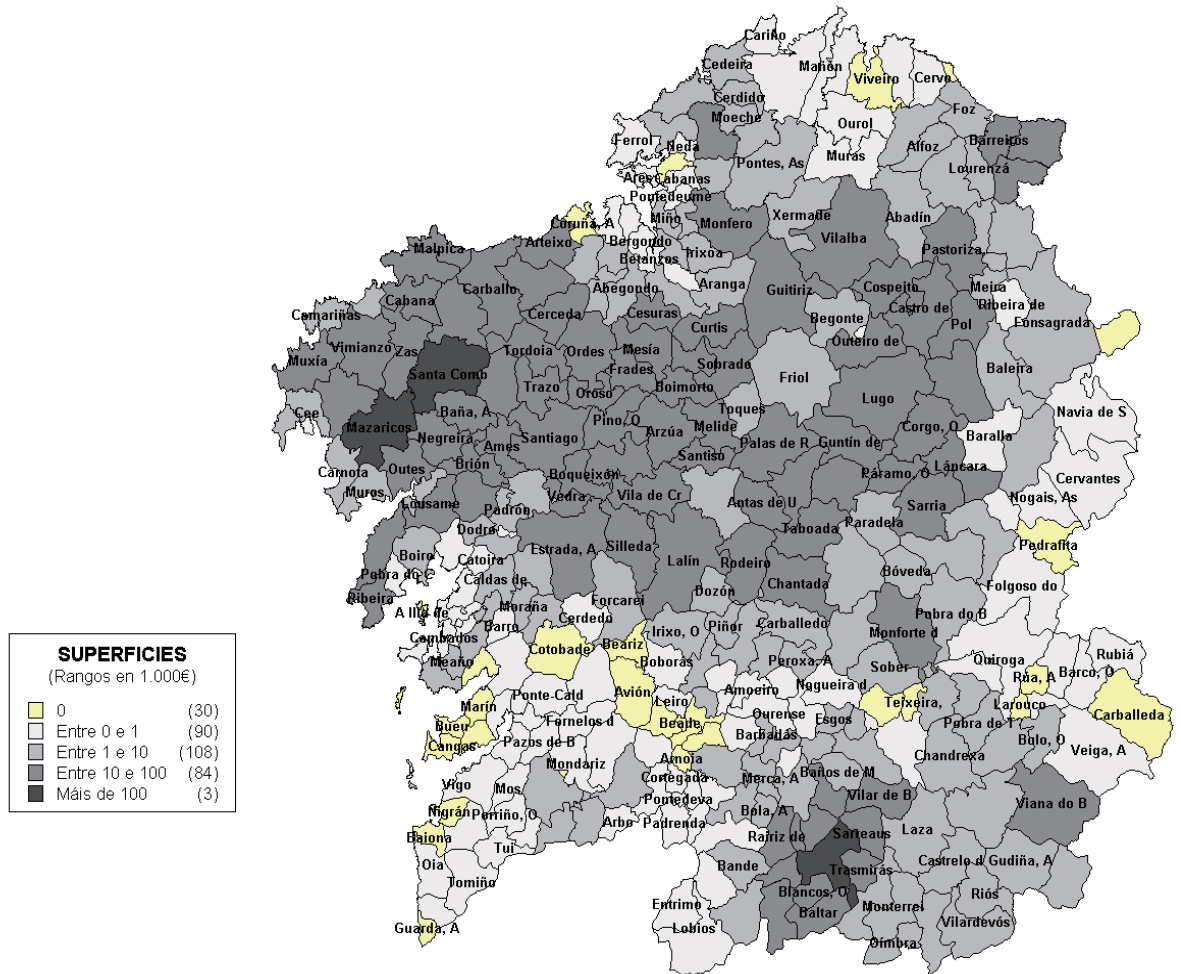 Cariño
Cedeira
Mañón
Viveiro
Cervo
Cerdido
Moeche
Foz
Ourol
Ferrol
Neda
Barreiros
Alfoz
Muras
Pontes, As
Ares
Cabanas
Lourenzá
Pontedeume
Coruña, A
Miño
Monfero
Xermade
Abadín
Arteixo
Bergondo
Vilalba
Malpica
Irixoa
Pastoriza,
Betanzos
Carballo
Abegondo
Aranga
Guitiriz
Cospeito
Meira
Cabana
Ribeira de
Camariñas
Cerceda
Cesuras
Begonte
Castro de
Fonsagrada
Curtis
Pol
Vimianzo
Zas
Tordoia
Ordes
Mesía
Outeiro de
Muxía
Sobrado
Santa Comb
Frades
Friol
Baleira
Trazo
Oroso
Boimorto
Lugo
Cee
Baña, A
Pino, O
Toques
Navia de S
Mazaricos
Negreira
Ames
Santiago
Arzúa
Melide
Palas de R
Guntín de
Corgo, O
Baralla
Santiso
Carnota
Outes
Brión
Boqueixón
Páramo, O
Láncara
Cervantes
Muros
Lousame
Padrón
Vedra
Vila de Cr
Antas de U
Sarria
Nogais, As
Dodro
Taboada
Paradela
Boiro
Catoira
Estrada, A
Silleda
Lalín
Rodeiro
Pedrafita
Pobra do C
Caldas de
Chantada
Bóveda
Folgoso do
Ribeira
A Illa de
Moraña
Forcarei
Dozón
Pobra do B
Barro
Cerdedo
Irixo, O
Piñor
Carballedo
Monforte d
Cambados
Cotobade
Beariz
Meaño
Boborás
Peroxa, A
Sober
Quiroga
Rubiá
Barco, O
SUPERFICIES
(Rangos en 1.000€)
0 (30)
Entre 0 e 1 (90)
Entre 1 e 10 (108)
Entre 10 e 100 (84)
Máis de 100 (3)
Marín
Ponte-Cald
Avión
Leiro
Amoeiro
Nogueira d
Teixeira,
Rúa, A
Larouco
Carballeda
Bueu
Fornelos d
Beade
Ourense
Esgos
Pobra de T
Cangas
Pazos de B
Barbadás
Bolo, O
Veiga, A
Mondariz
Arnoia
Chandrexa
Vigo
Mos
Cortegada
Merca, A
Baños de M
Nigrán
Porriño, O
Arbo
Pontedeva
Bola, A
Vilar de B
Viana do B
Baiona
Padrenda
Rairiz de
Sarreaus
Laza
Oia
Tui
Bande
Trasmirás
Castrelo d
Gudiña, A
Tomiño
Entrimo
Blancos, O
Monterrei
Riós
Guarda, A
Lobios
Baltar
Vilardevós
Oímbra